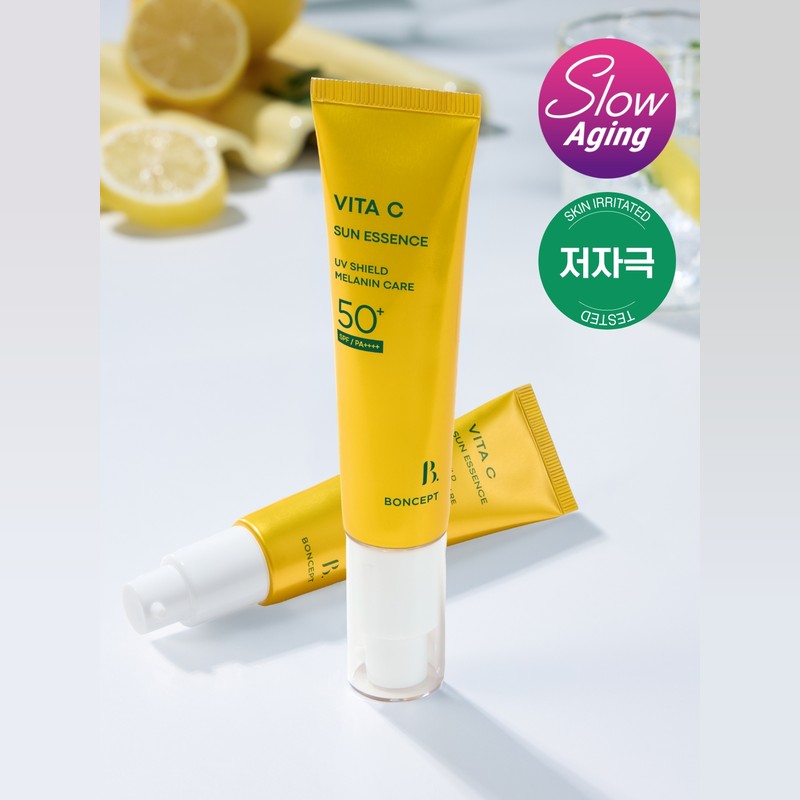 VITA C
SUN ESSENCE
UV SHIELD
MELANIN CARE
50+
SPF / PA++++
B.
BONCEPT
Slow
Aging
SKIN IRRITATED
저자극
TESTED
VITA C
SUN ESSENCE
B.
BONCEPT